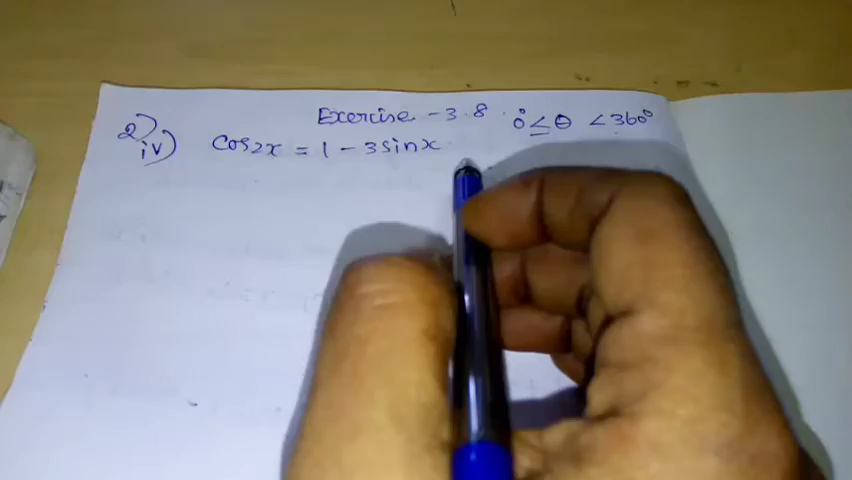 Exercise - 3.8 0° ≤ θ < 360°
2)
iv) cos2x = 1 - 3sinx